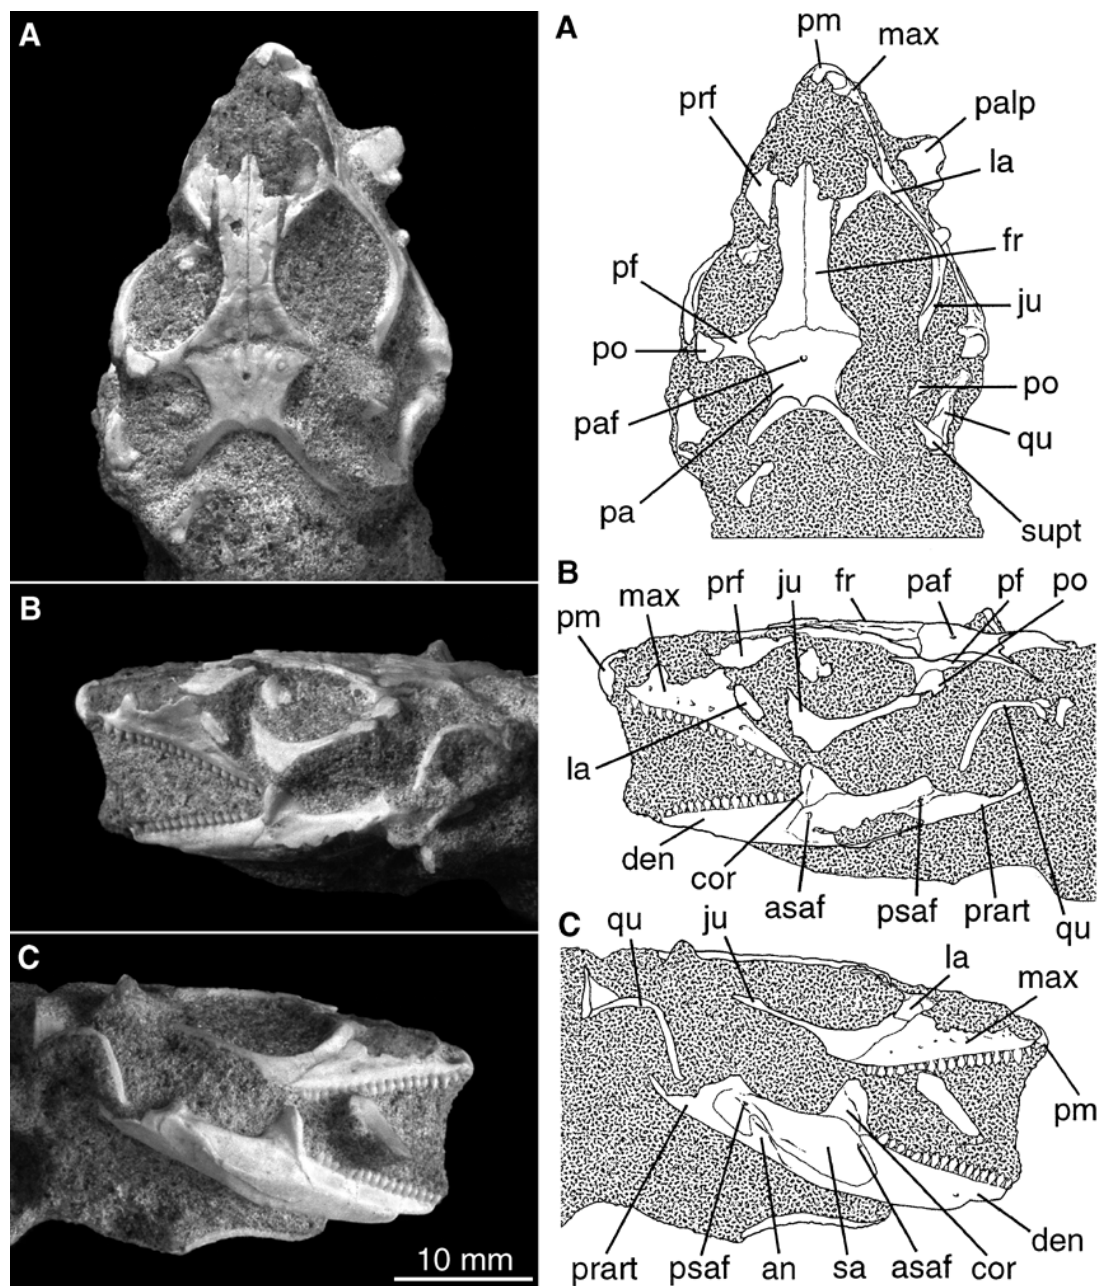 A
B
C
10 mm
A
pm
max
prf
palp
la
pf
fr
ju
po
po
paf
qu
pa
supt
B
pm
max
prf
ju
fr
paf
pf
po
la
den
cor
asaf
psaf
prart
qu
C
qu
ju
la
max
pm
prart
psaf
an
sa
asaf
cor
den